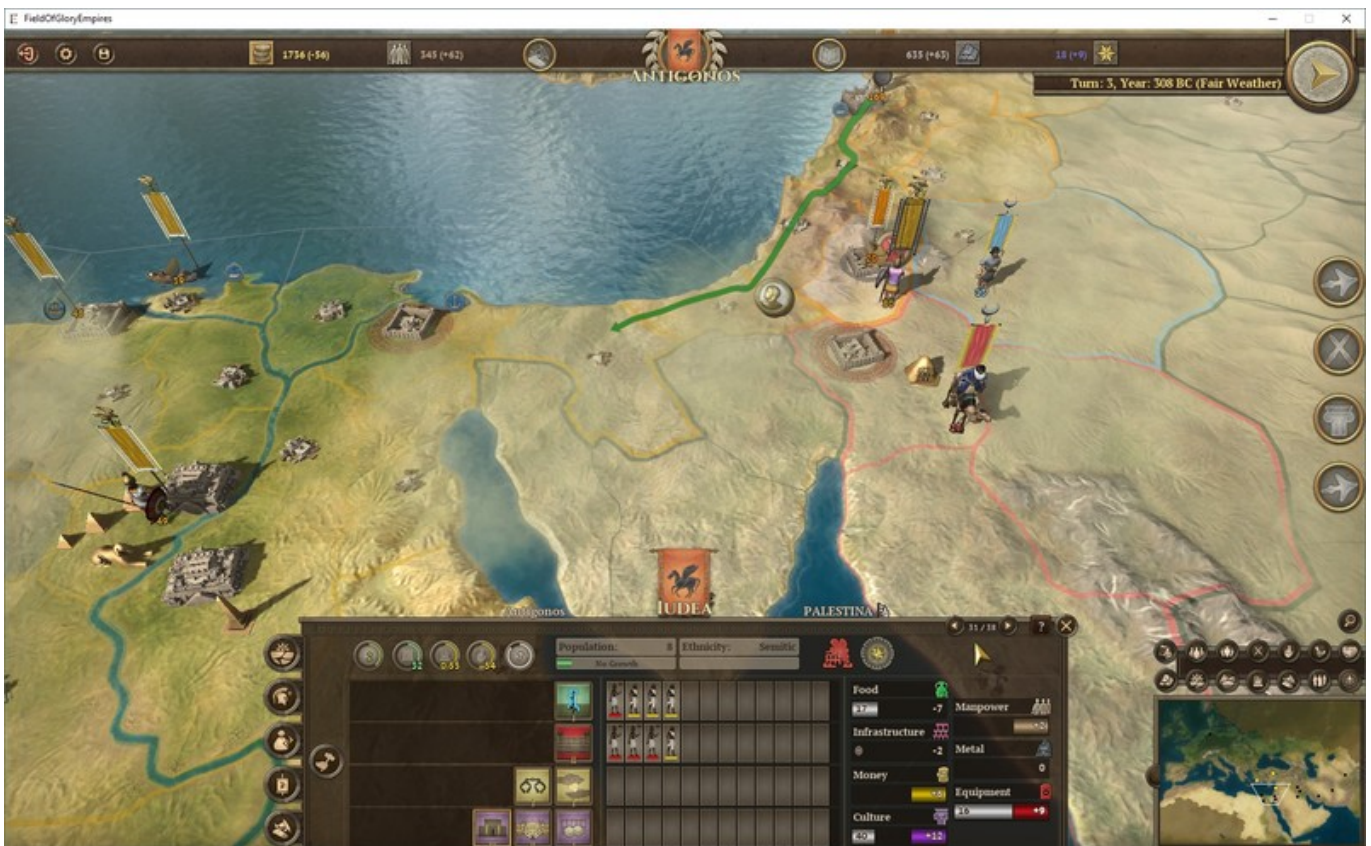 FieldOfGloryEmpires
1736 (-56)
345 (+62)
635 (+63)
18 (+9)
ANTIGONOS
Turn: 3, Year: 308 BC (Fair Weather)
Antigonos
IUDEA
PALESTINA
31 / 38
?
Population: 8
No Growth
Ethnicity: Semitic
Food
17 -7
Manpower
+2
Infrastructure
-2
Metal
0
Money
Equipment
16 +9
Culture
40 +12